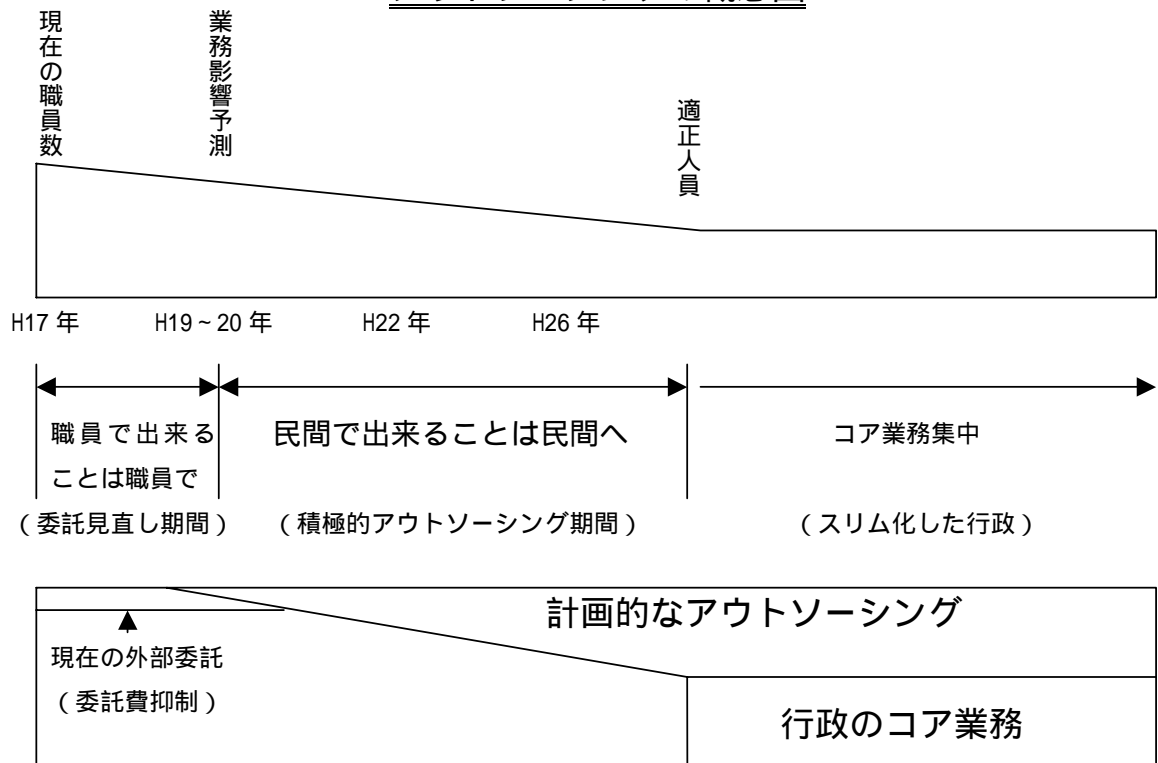 現在の職員数
業務影響予測
適正人員
H17 年
H19 ~ 20 年
H22 年
H26 年
職員で出来る
ことは職員で
民間で出来ることは民間へ
コア業務集中
（委託見直し期間）
（積極的アウトソーシング期間）
（スリム化した行政）
計画的なアウトソーシング
現在の外部委託
（委託費抑制）
行政のコア業務